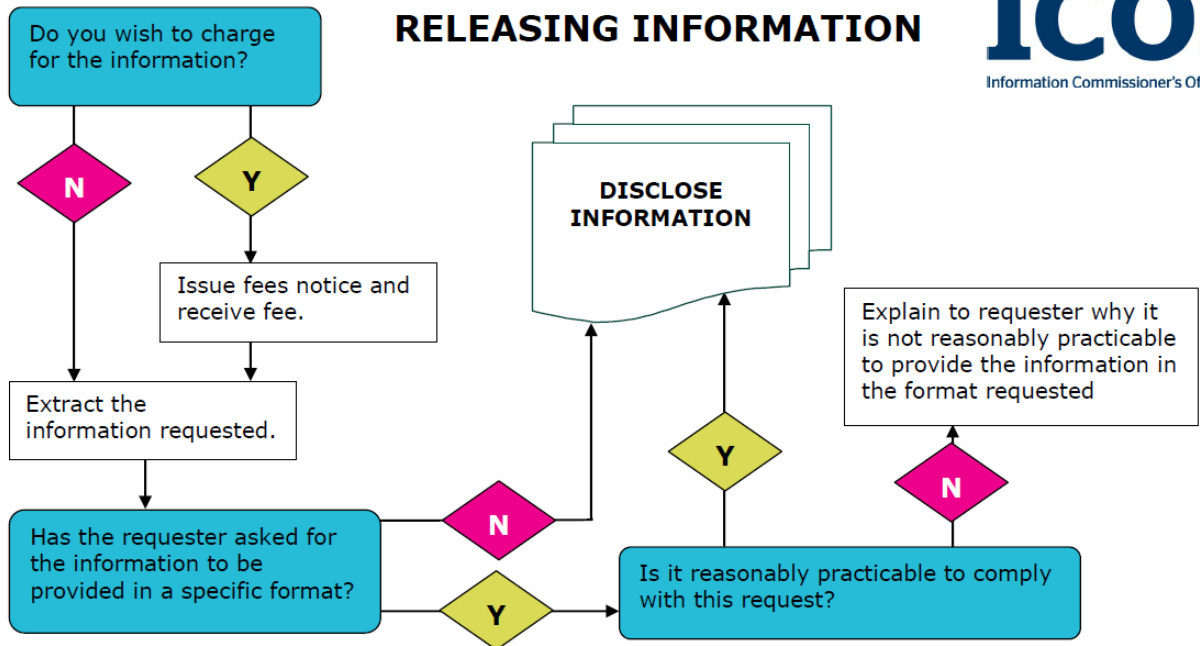 RELEASING INFORMATION
ico.
Information Commissioner's
Do you wish to charge
for the information?
N
Y
Issue fees notice and
receive fee.
Extract the
information requested.
DISCLOSE
INFORMATION
Explain to requester why it
is not reasonably practicable
to provide the information in
the format requested
Y
N
N
Has the requester asked for
the information to be
provided in a specific format?
Y
Is it reasonably practicable to comply
with this request?